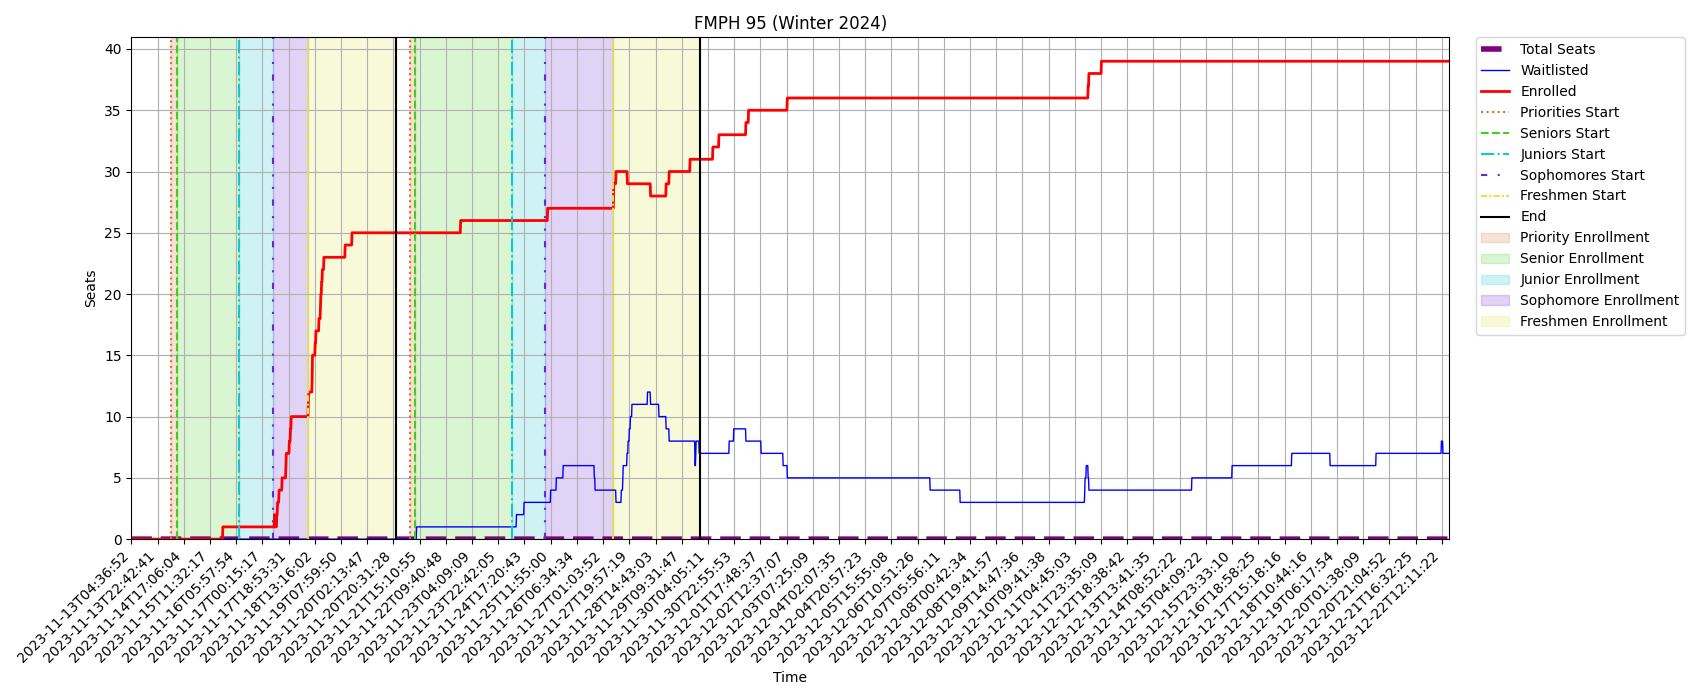 FMPH 95 (Winter 2024)
Seats
40
35
30
25
20
15
10
5
0
2023-11-13T04:36:52
2023-11-13T22:42:41
2023-11-14T17:06:04
2023-11-15T11:32:17
2023-11-16T05:57:54
2023-11-17T00:15:17
2023-11-17T18:53:31
2023-11-18T13:16:02
2023-11-19T07:59:50
2023-11-20T02:13:47
2023-11-20T20:31:28
2023-11-21T15:10:55
2023-11-22T09:40:48
2023-11-23T04:09:09
2023-11-23T22:42:05
2023-11-24T17:20:43
2023-11-25T11:55:00
2023-11-26T06:34:34
2023-11-27T01:03:52
2023-11-27T19:57:19
2023-11-28T14:43:03
2023-11-29T09:31:47
2023-11-30T04:05:11
2023-11-30T22:55:53
2023-12-01T17:48:37
2023-12-02T12:37:07
2023-12-03T07:25:09
2023-12-04T02:07:35
2023-12-04T20:57:23
2023-12-05T15:55:08
2023-12-06T10:51:26
2023-12-07T05:56:11
2023-12-08T00:42:34
2023-12-08T19:41:57
2023-12-09T14:47:36
2023-12-10T09:41:38
2023-12-11T04:45:03
2023-12-11T23:35:09
2023-12-12T18:38:42
2023-12-13T13:41:35
2023-12-14T08:52:22
2023-12-15T04:09:22
2023-12-15T23:33:10
2023-12-16T18:58:25
2023-12-17T15:18:16
2023-12-18T10:44:16
2023-12-19T06:17:54
2023-12-20T01:38:09
2023-12-20T21:04:52
2023-12-21T16:32:25
2023-12-22T12:11:22
Time
Total Seats
Waitlisted
Enrolled
Priorities Start
Seniors Start
Juniors Start
Sophomores Start
Freshmen Start
End
Priority Enrollment
Senior Enrollment
Junior Enrollment
Sophomore Enrollment
Freshmen Enrollment